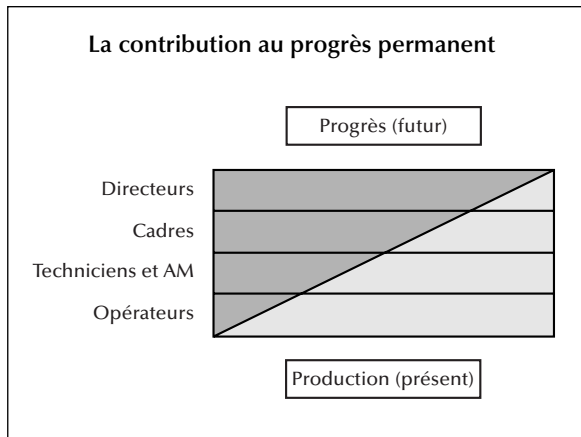 La contribution au progrès permanent
Progrès (futur)
Directeurs
Cadres
Techniciens et AM
Opérateurs
Production (présent)